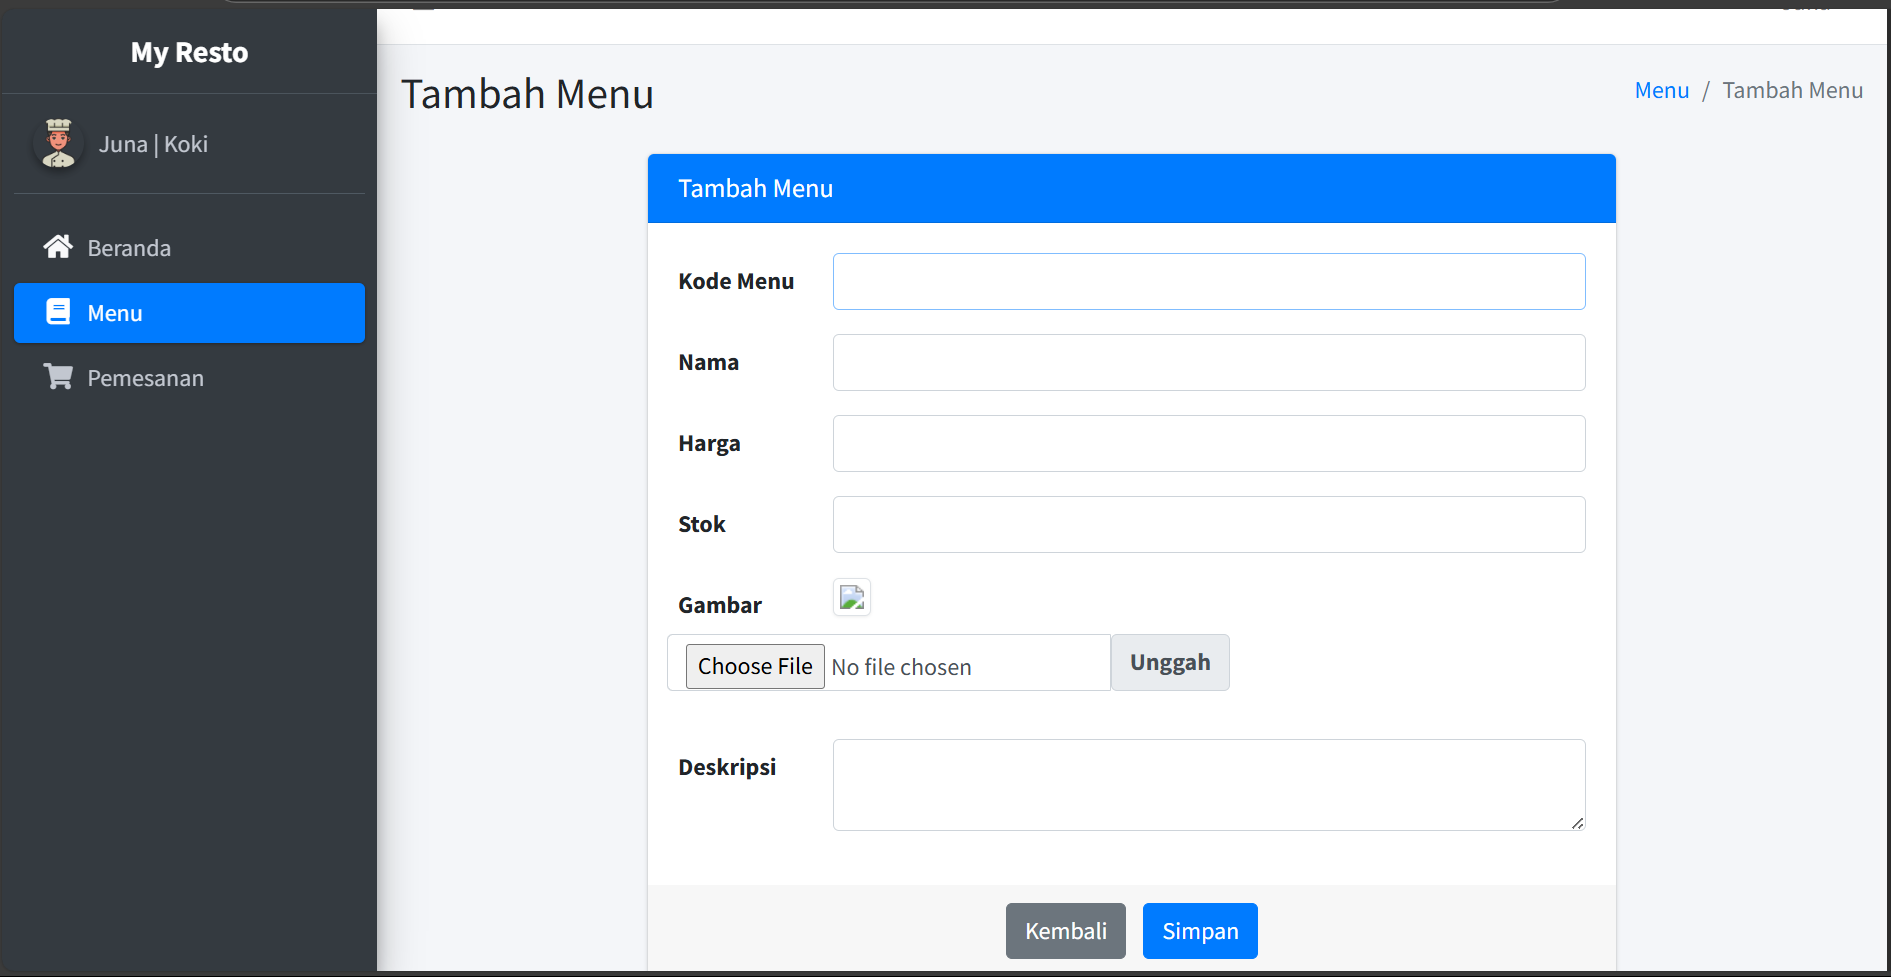 My Resto
Juna | Koki
Beranda
Menu
Pemesanan
Tambah Menu
Menu / Tambah Menu
Tambah Menu
Kode Menu
Nama
Harga
Stok
Gambar
Choose File No file chosen Unggah
Deskripsi
Kembali Simpan